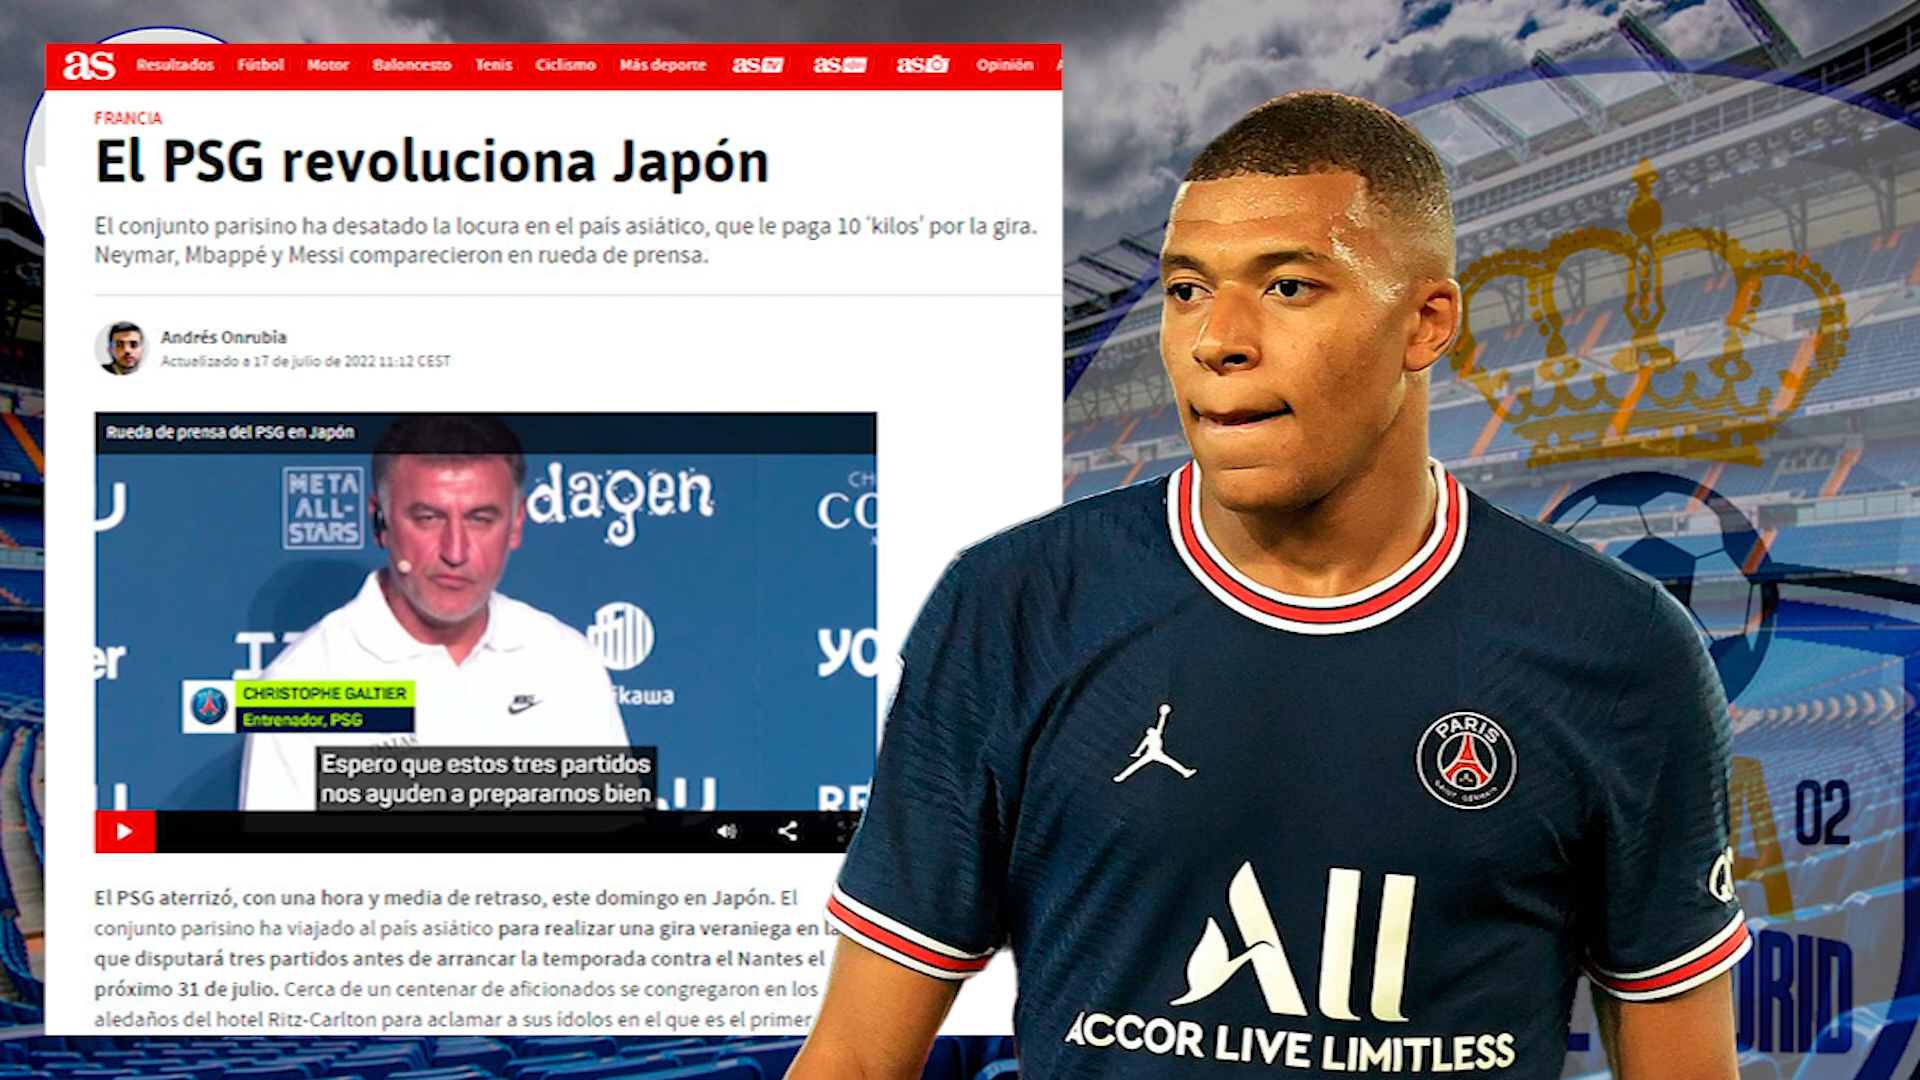 as Resultados Fútbol Motor Baloncesto Tenis Ciclismo Más deporte as TV as as Opinión
FRANCIA
El PSG revoluciona Japón
El conjunto parisino ha desatado la locura en el país asiático, que le paga 10 'kilos' por la gira.
Neymar, Mbappé y Messi comparecieron en rueda de prensa.
Andrés Onrubia
Actualizado a 17 de julio de 2022 11:12 CEST
Rueda de prensa del PSG en Japón
META
ALL-
STARS
dagen
CHRISTOPHE GALTIER
Entrenador, PSG
Espero que estos tres partidos
nos ayuden a prepararnos bien
El PSG aterrizó, con una hora y media de retraso, este domingo en Japón. El
conjunto parisino ha viajado al país asiático para realizar una gira veraniega en la
que disputará tres partidos antes de arrancar la temporada contra el Nantes el
próximo 31 de julio. Cerca de un centenar de aficionados se congregaron en los
aledaños del hotel Ritz-Carlton para aclamar a sus ídolos en el que es el primer
PARIS
SAINT GERMAIN
ALL
ACCOR LIVE LIMITLESS
02